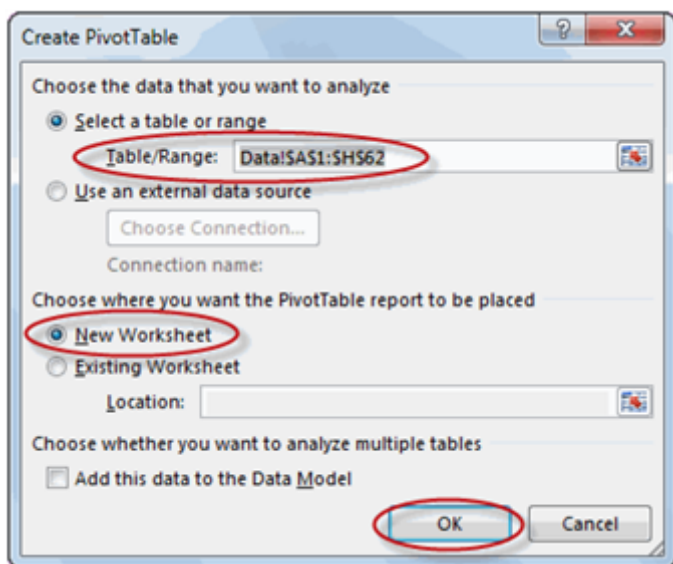 Create PivotTable
Choose the data that you want to analyze
Select a table or range
Table/Range: Data!$A$1:$H$62
Use an external data source
Choose Connection...
Connection name:
Choose where you want the PivotTable report to be placed
New Worksheet
Existing Worksheet
Location:
Choose whether you want to analyze multiple tables
Add this data to the Data Model
OK Cancel